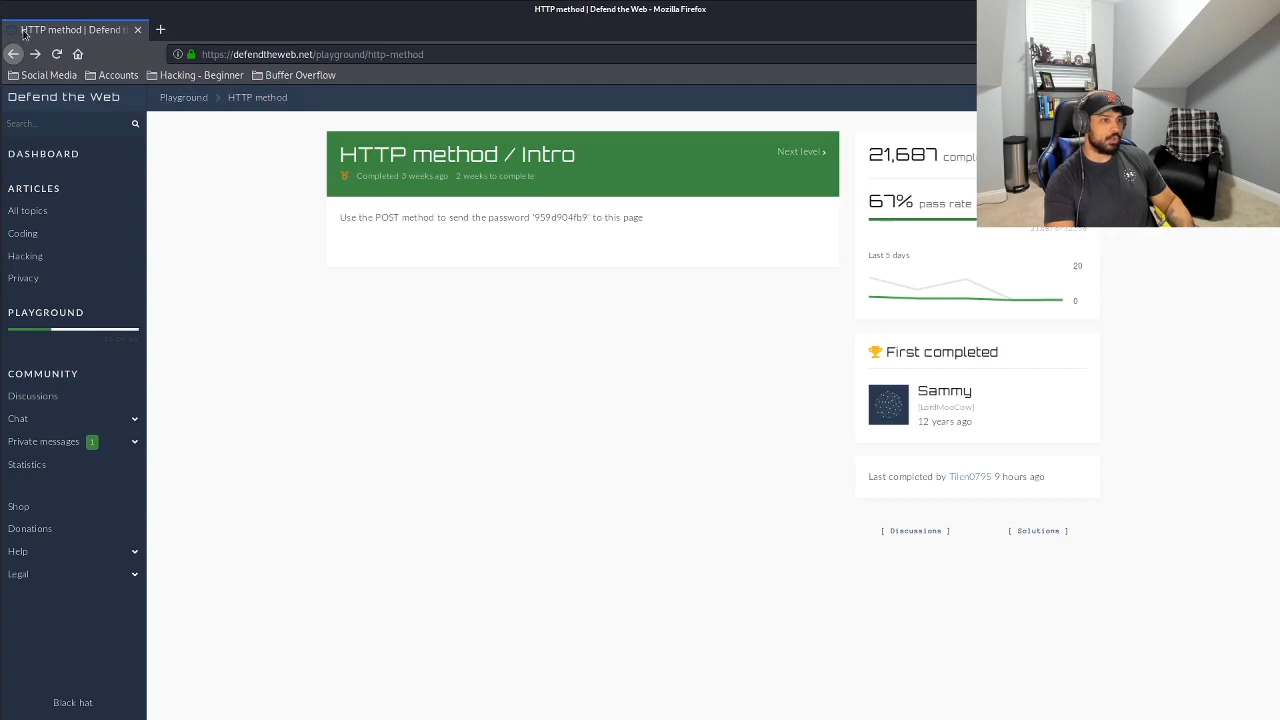 HTTP method | Defend the Web - Mozilla Firefox
HTTP method | Defend t
https://defendtheweb.net/playground/http-method
Social Media
Accounts
Hacking - Beginner
Buffer Overflow
Defend the Web
Playground
HTTP method
Search...
DASHBOARD
ARTICLES
All topics
Coding
Hacking
Privacy
PLAYGROUND
COMMUNITY
Discussions
Chat
Private messages 1
Statistics
Shop
Donations
Help
Legal
Black hat
HTTP method / Intro
Next level ›
Completed 3 weeks ago 2 weeks to complete
Use the POST method to send the password '959d904fb9' to this page
21,687
67% pass rate
Last 5 days
20
0
First completed
Sammy
[LordMooCow]
12 years ago
Last completed by Tilen0795 9 hours ago
[ Discussions ]
[ Solutions ]